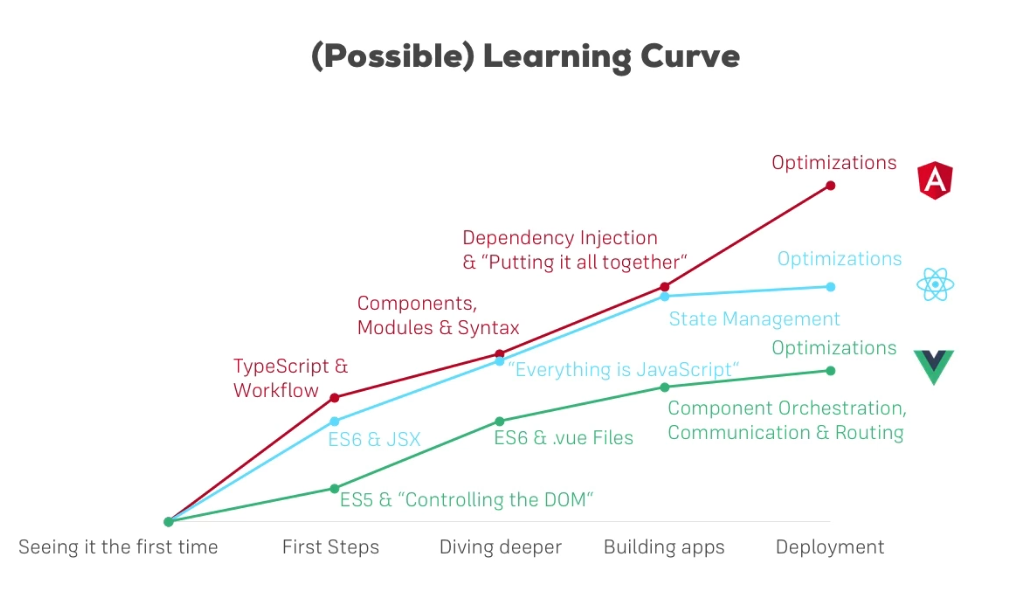 (Possible) Learning Curve
Optimizations
A
Dependency Injection
& “Putting it all together”
Optimizations
Components,
Modules & Syntax
State Management
Optimizations
TypeScript &
Workflow
“Everything is JavaScript”
Component Orchestration,
Communication & Routing
ES6 & JSX
ES6 & .vue Files
ES5 & “Controlling the DOM”
Seeing it the first time
First Steps
Diving deeper
Building apps
Deployment